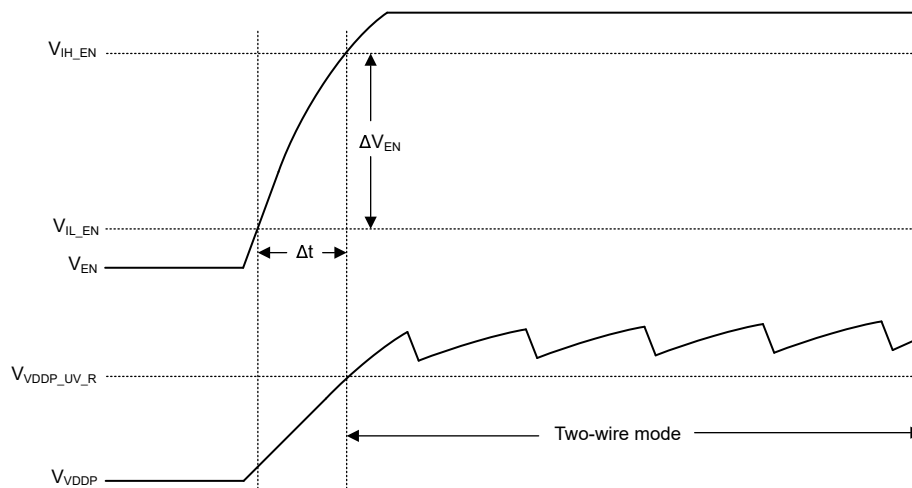 V_IH_EN
ΔV_EN
V_IL_EN
Δt
V_EN
V_VDDP_UV_R
Two-wire mode
V_VDDP